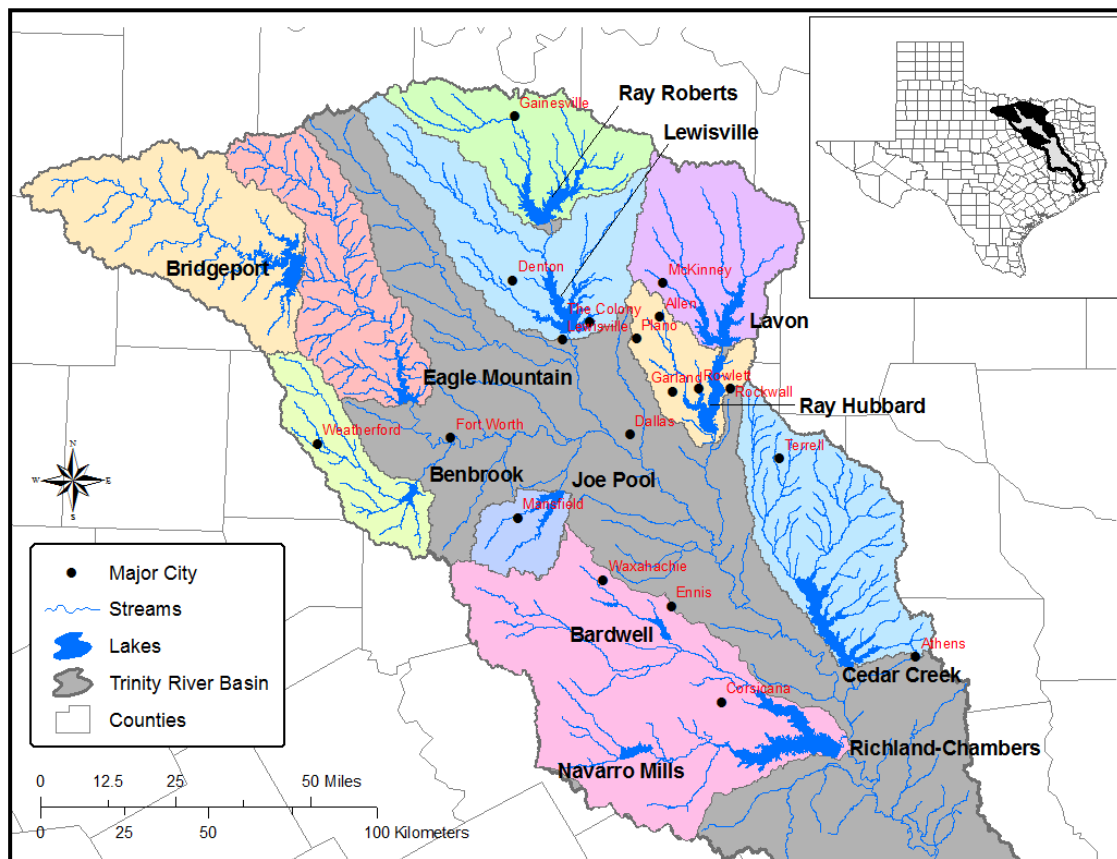 Gainesville
Ray Roberts
Lewisville
Bridgeport
Denton
McKinney
The Colony
Allen
Lewisville
Plano
Lavon
Eagle Mountain
Garland
Rowlett
Rockwall
Ray Hubbard
Weatherford
Fort Worth
Dallas
Terrell
N
W
E
S
Benbrook
Joe Pool
Mansfield
Waxahachie
Ennis
Bardwell
Athens
Cedar Creek
Corsicana
Richland-Chambers
Navarro Mills
Major City
Streams
Lakes
Trinity River Basin
Counties
0 12.5 25 50 Miles
0 25 50 100 Kilometers